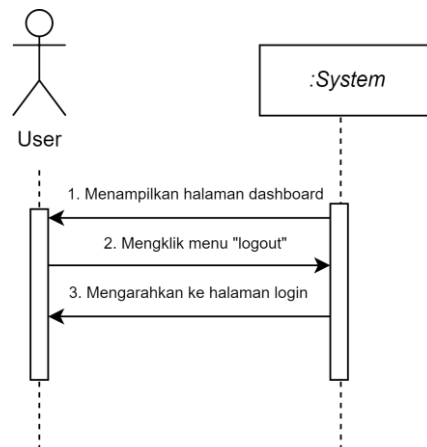 :System
User
1. Menampilkan halaman dashboard
2. Mengklik menu "logout"
3. Mengarahkan ke halaman login